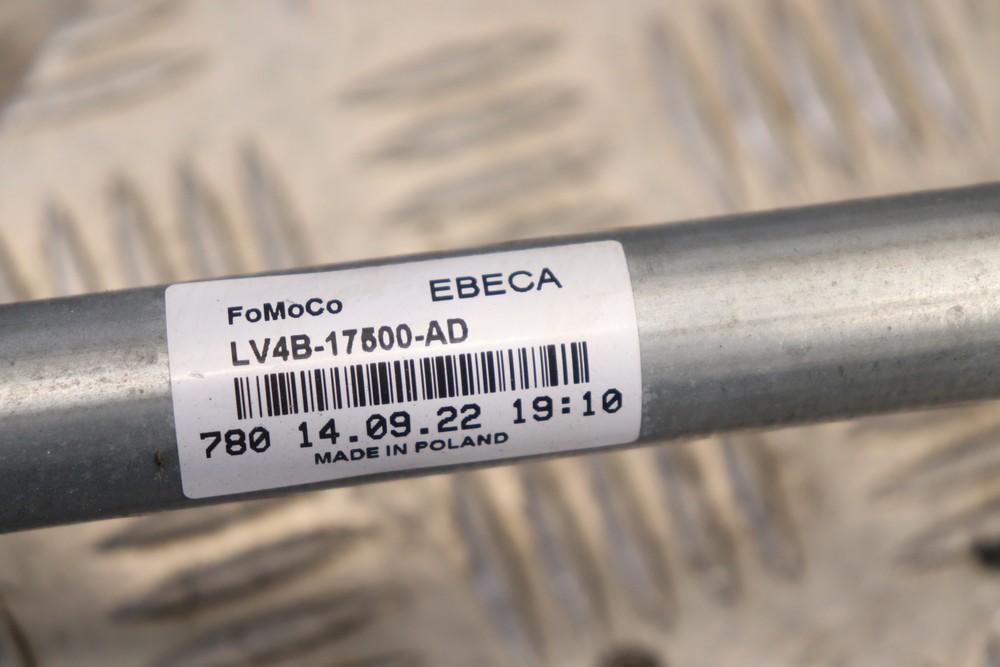 FoMoCo EBECA
LV4B-17500-AD
780 14.09.22 19:10
MADE IN POLAND